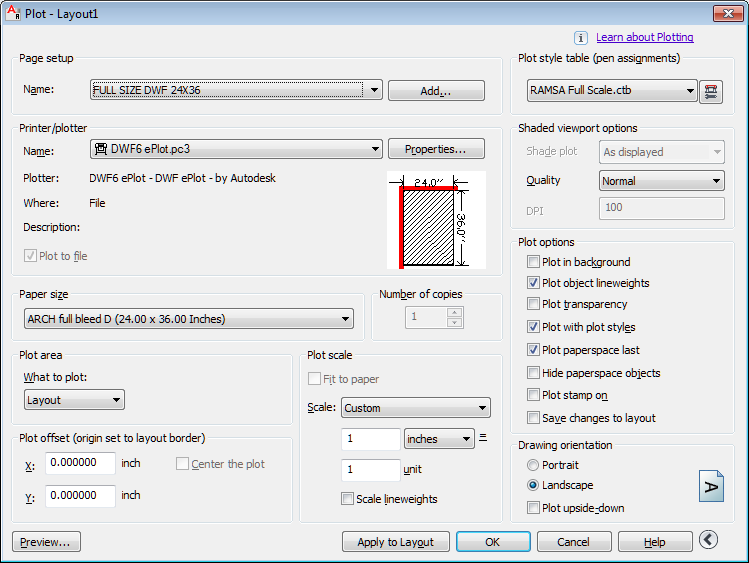 Plot - Layout1
Learn about Plotting
Page setup
Name:
FULL SIZE DWF 24X36
Add...
Plot style table (pen assignments)
RAMSA Full Scale.ctb
Printer/plotter
Name:
DWF6 ePlot.pc3
Properties...
Plotter:
DWF6 ePlot - DWF ePlot - by Autodesk
Where:
File
Description:
Plot to file
24.0''
36.0''
Shaded viewport options
Shade plot
As displayed
Quality
Normal
DPI
100
Paper size
ARCH full bleed D (24.00 x 36.00 Inches)
Number of copies
1
Plot options
Plot in background
Plot object lineweights
Plot transparency
Plot with plot styles
Plot paperspace last
Hide paperspace objects
Plot stamp on
Save changes to layout
Plot area
What to plot:
Layout
Plot scale
Fit to paper
Scale:
Custom
1
inches
=
1
unit
Scale lineweights
Plot offset (origin set to layout border)
X:
0.000000
inch
Center the plot
Y:
0.000000
inch
Drawing orientation
Portrait
Landscape
Plot upside-down
A
Preview...
Apply to Layout
OK
Cancel
Help